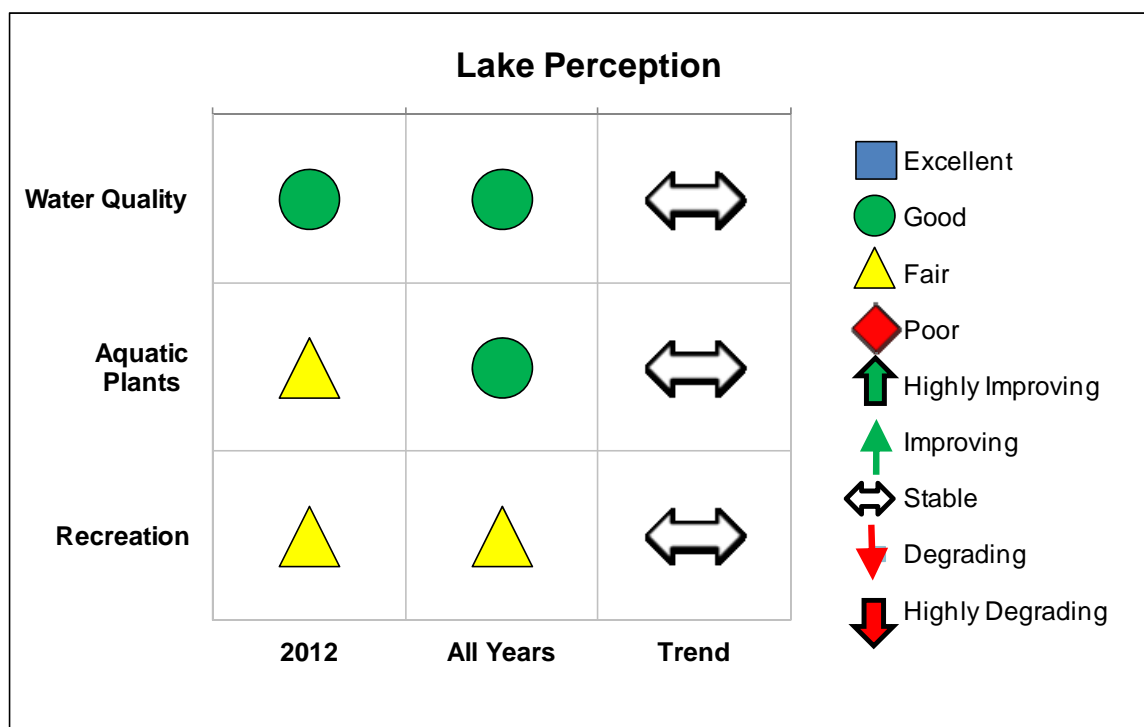 Lake Perception
Water Quality
Aquatic
Plants
Recreation
2012
All Years
Trend
Excellent
Good
Fair
Poor
Highly Improving
Improving
Stable
Degrading
Highly Degrading